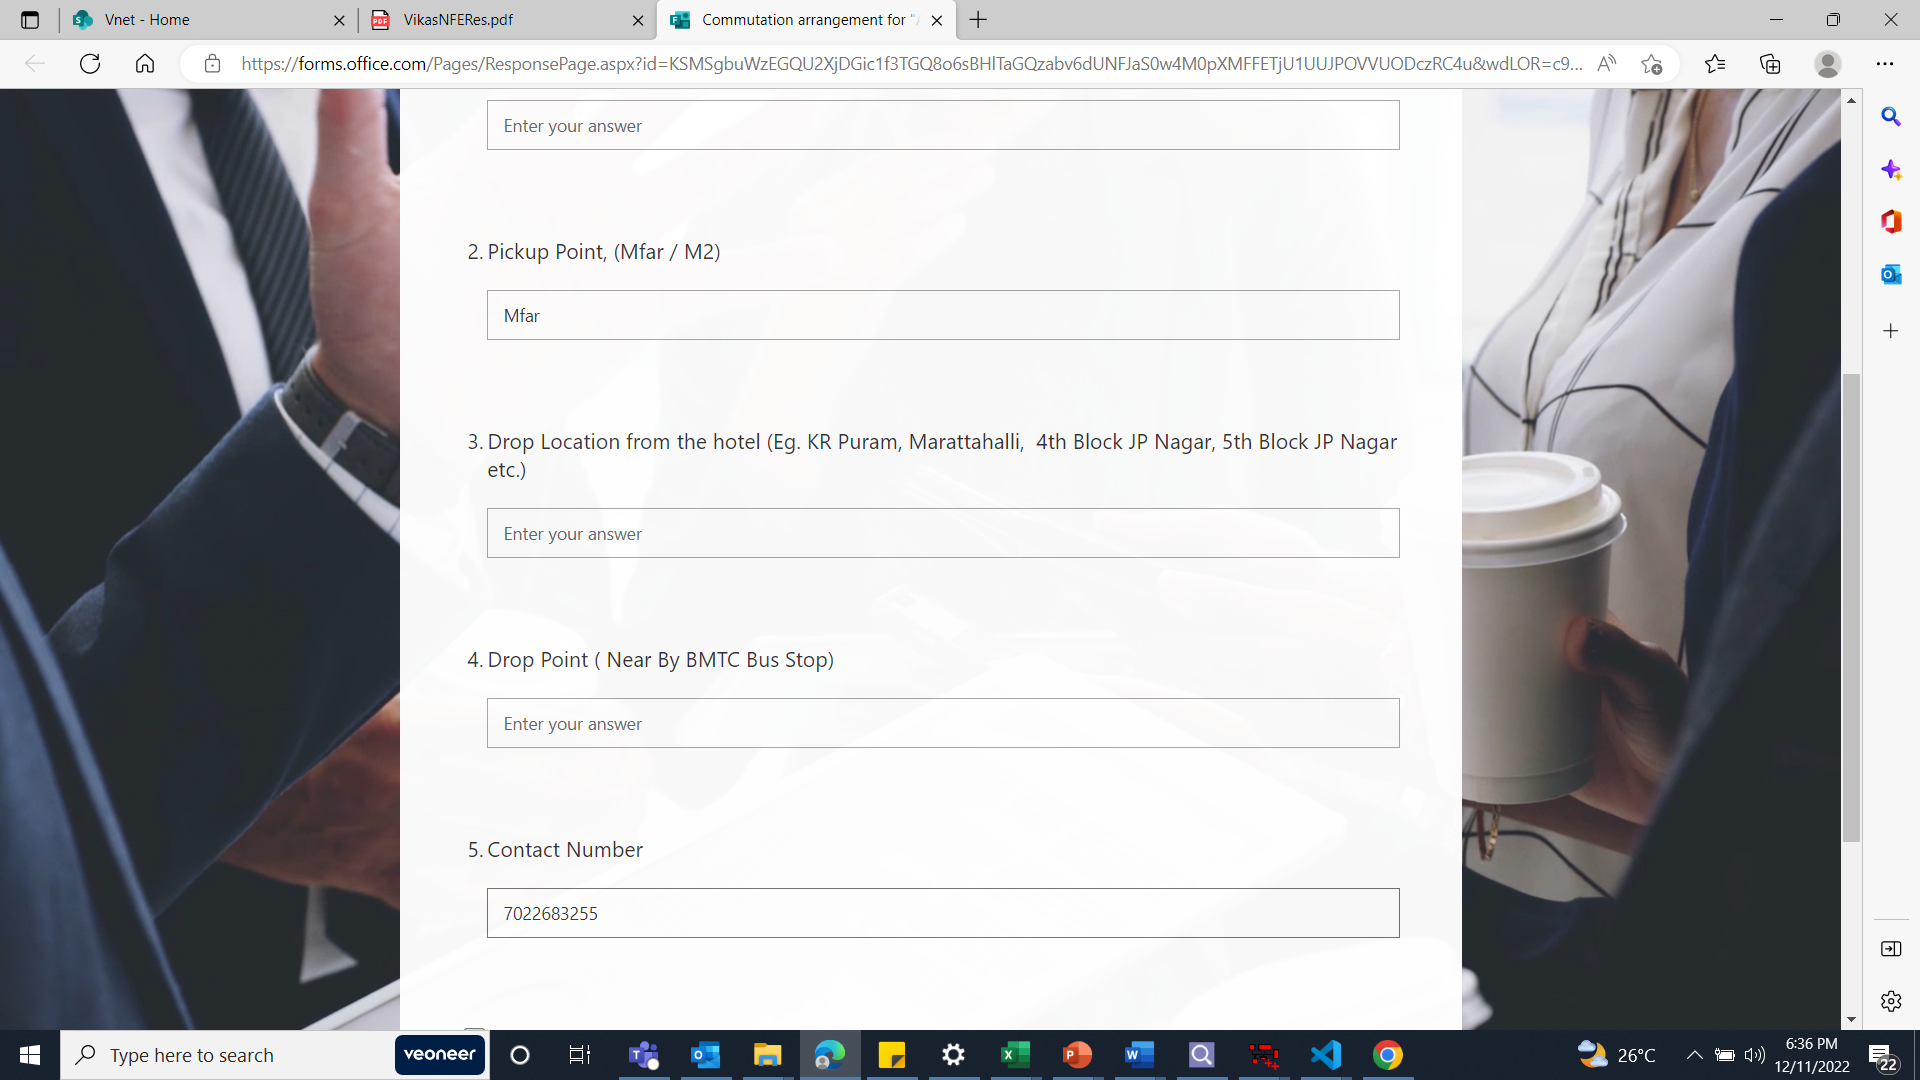 Vnet - Home
VikasNFERes.pdf
Commutation arrangement for "
https://forms.office.com/Pages/ResponsePage.aspx?id=KSMSgbuWzEGQU2XjDGic1f3TGQ8o6sBHlTaGQzabv6dUNFJaS0w4M0pXMFFETjU1UUJPOVVUODczRC4u&wdLOR=c9...
Enter your answer
2. Pickup Point, (Mfar / M2)
Mfar
3. Drop Location from the hotel (Eg. KR Puram, Marattahalli,  4th Block JP Nagar, 5th Block JP Nagar
etc.)
Enter your answer
4. Drop Point ( Near By BMTC Bus Stop)
Enter your answer
5. Contact Number
7022683255
Type here to search
veoneer
26°C
6:36 PM
12/11/2022
22